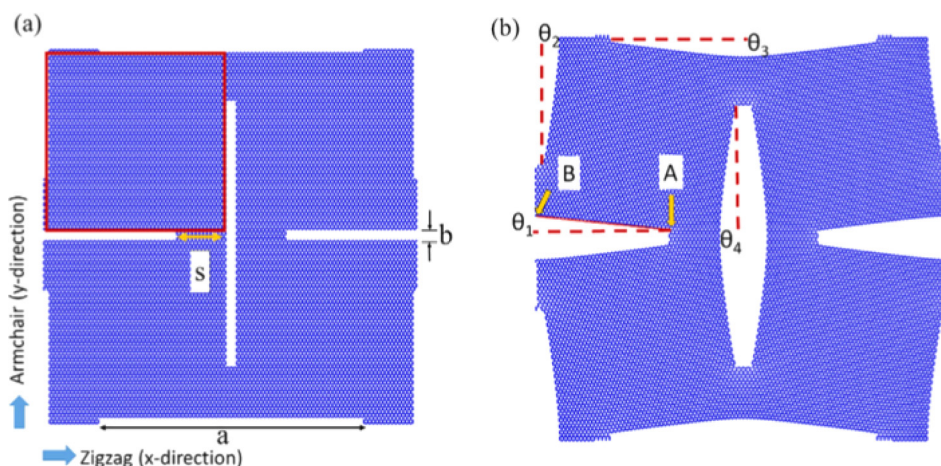 (a)
b
s
a
Armchair (y-direction)
Zigzag (x-direction)
(b)
θ2
θ3
B
A
θ1
θ4